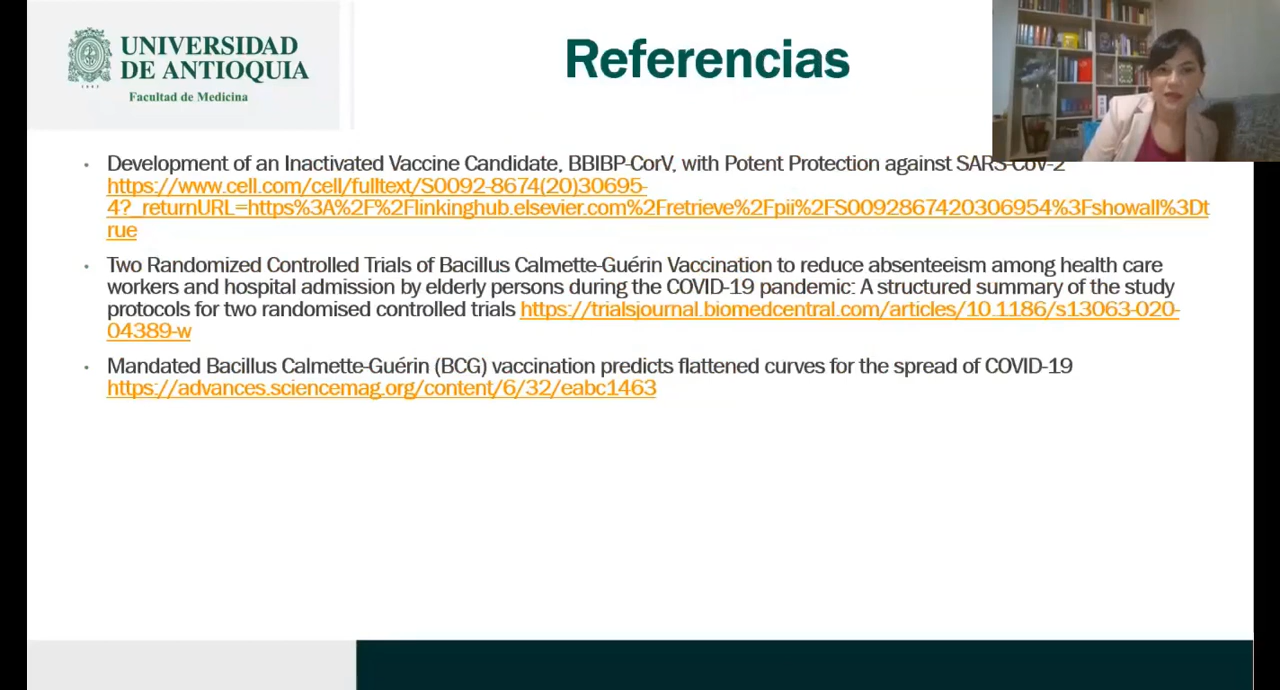 UNIVERSIDAD
DE ANTIOQUIA
1803
Facultad de Medicina
Referencias
• Development of an Inactivated Vaccine Candidate, BBIBP-CorV, with Potent Protection against SARS-CoV-2
https://www.cell.com/cell/fulltext/S0092-8674(20)30695-
4?_returnURL=https%3A%2F%2Flinkinghub.elsevier.com%2Fretrieve%2Fpii%2FS0092867420306954%3Fshowall%3Dt
rue
• Two Randomized Controlled Trials of Bacillus Calmette-Guérin Vaccination to reduce absenteeism among health care
workers and hospital admission by elderly persons during the COVID-19 pandemic: A structured summary of the study
protocols for two randomised controlled trials https://trialsjournal.biomedcentral.com/articles/10.1186/s13063-020-
04389-w
• Mandated Bacillus Calmette-Guérin (BCG) vaccination predicts flattened curves for the spread of COVID-19
https://advances.sciencemag.org/content/6/32/eabc1463